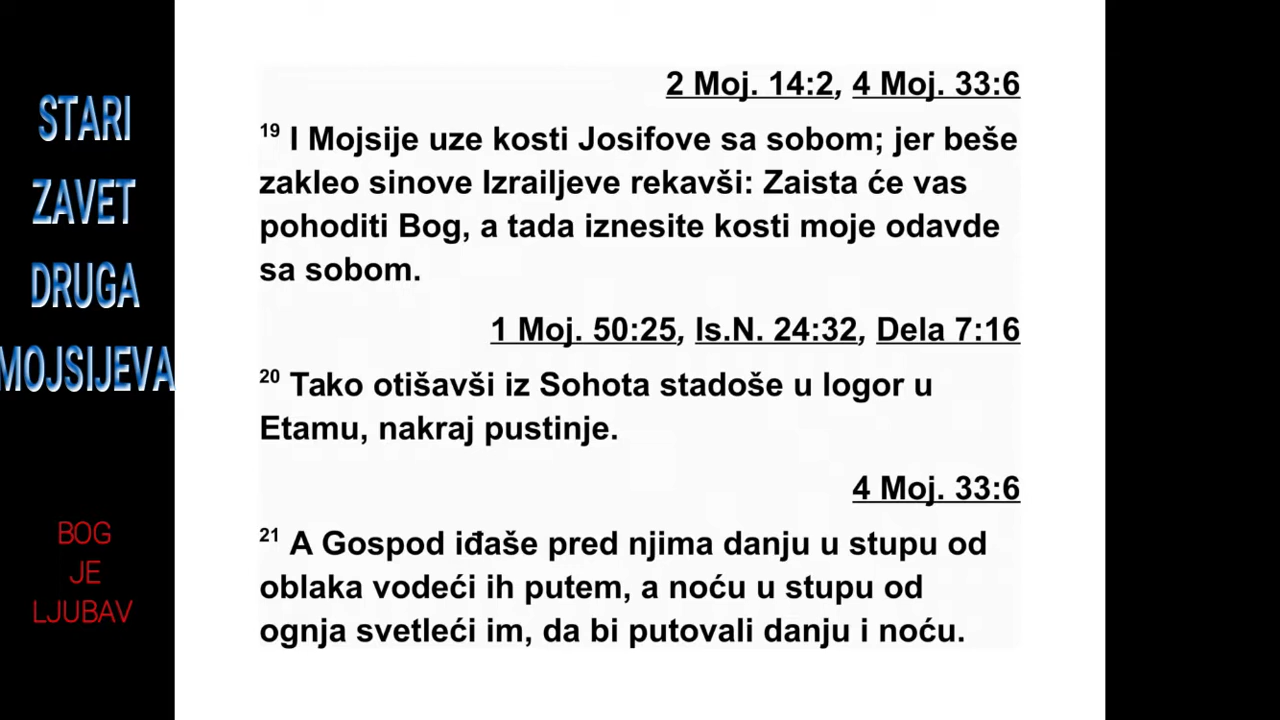 STARI
ZAVET
DRUGA
MOJSIJEVA
BOG
JE
LJUBAV
2 Moj. 14:2, 4 Moj. 33:6
19 I Mojsije uze kosti Josifove sa sobom; jer beše
zakleo sinove Izrailjeve rekavši: Zaista će vas
pohoditi Bog, a tada iznesite kosti moje odavde
sa sobom.
1 Moj. 50:25, Is.N. 24:32, Dela 7:16
20 Tako otišavši iz Sohota stadoše u logor u
Etamu, nakraj pustinje.
4 Moj. 33:6
21 A Gospod iđaše pred njima danju u stupu od
oblaka vodeći ih putem, a noću u stupu od
ognja svetleći im, da bi putovali danju i noću.